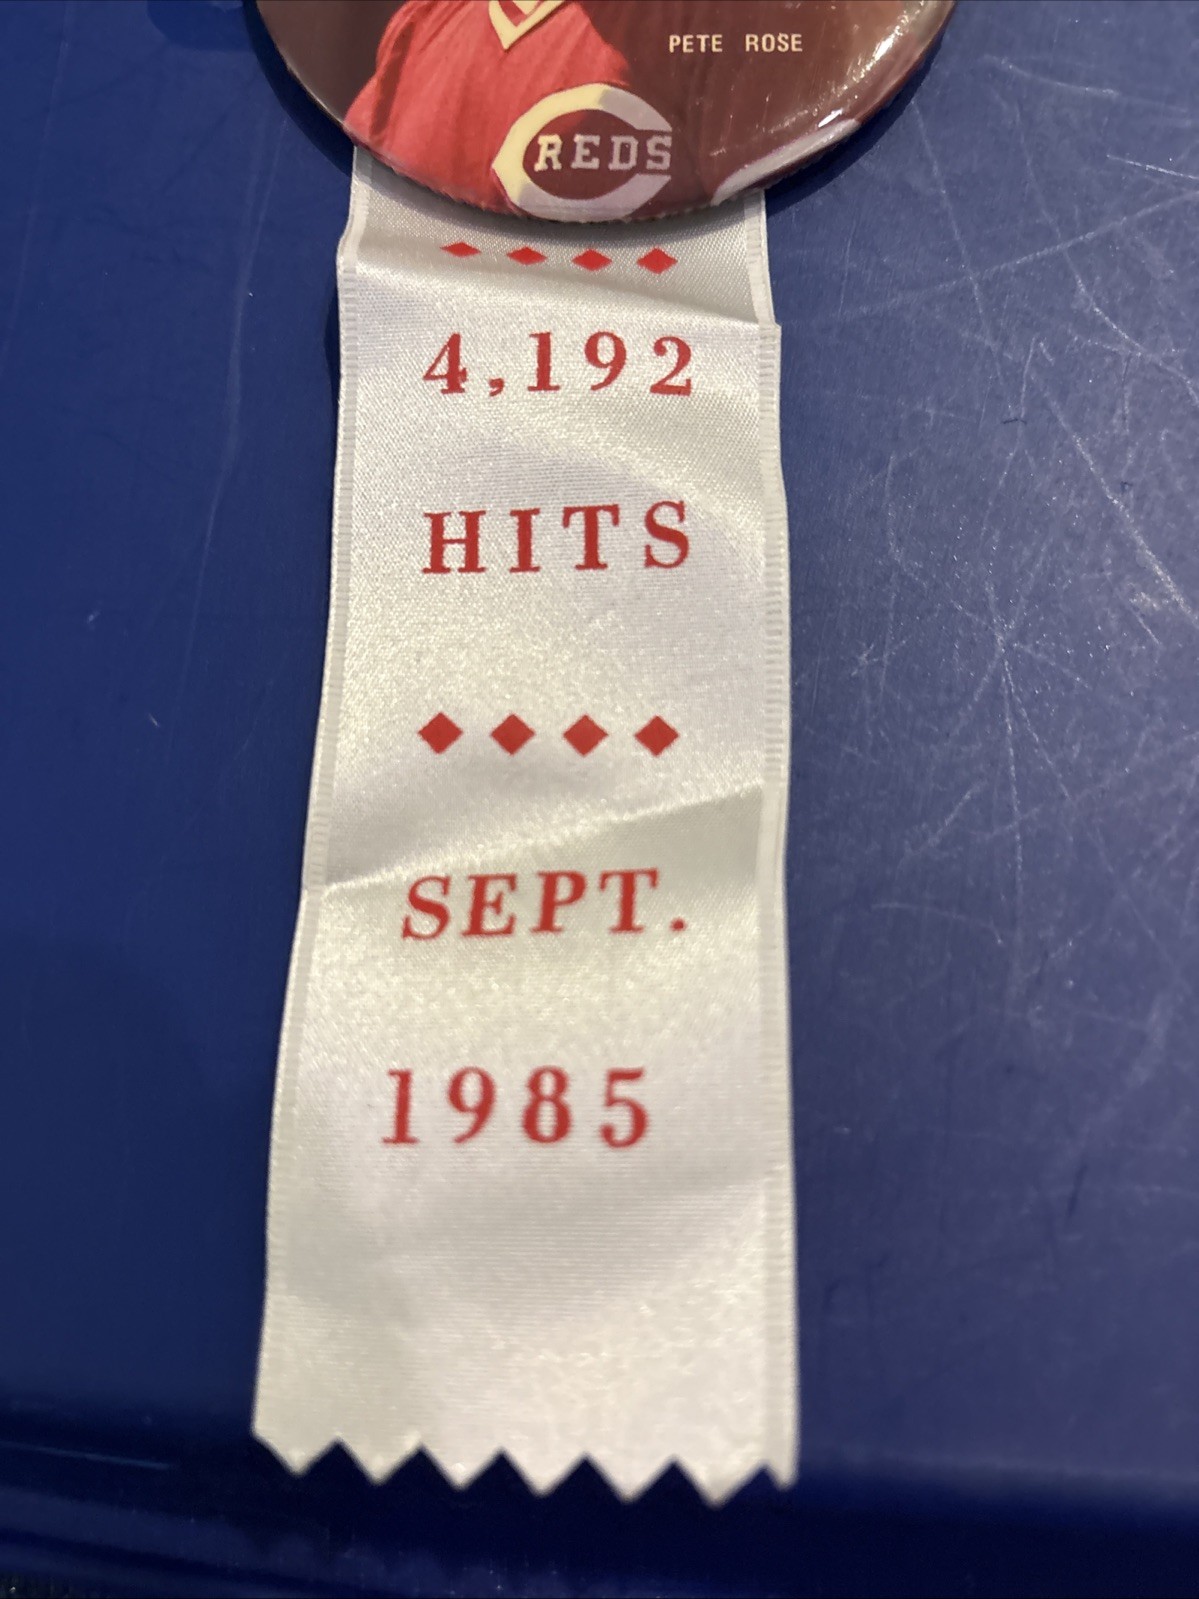 PETE ROSE
REDS
4,192
HITS
SEPT.
1985